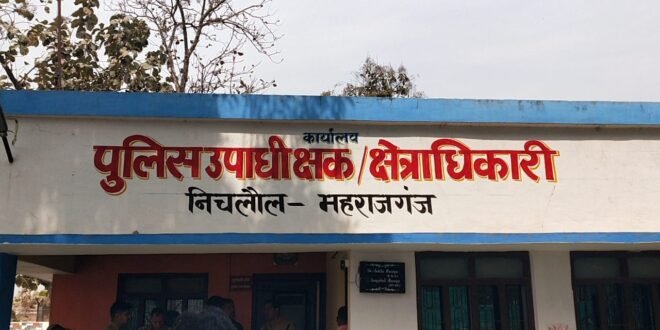 कार्यालय
पुलिस उपाधीक्षक/क्षेत्राधिकारी
निचलौल - महराजगंज